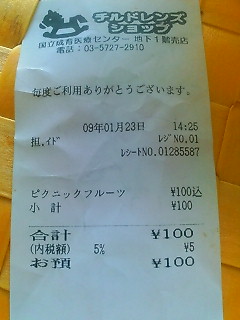 チルドレンズ
ショップ
国立成育医療センター 地下1階売店
電話：03-5727-2910
毎度ご利用ありがとうございます。
09年01月23日 14:25
担.イド レジNO.01
レシートNO.01285587
ピクニックフルーツ ¥100込
小 計 ¥100
合計 ¥100
(内税額) 5% ¥5
お預 ¥100